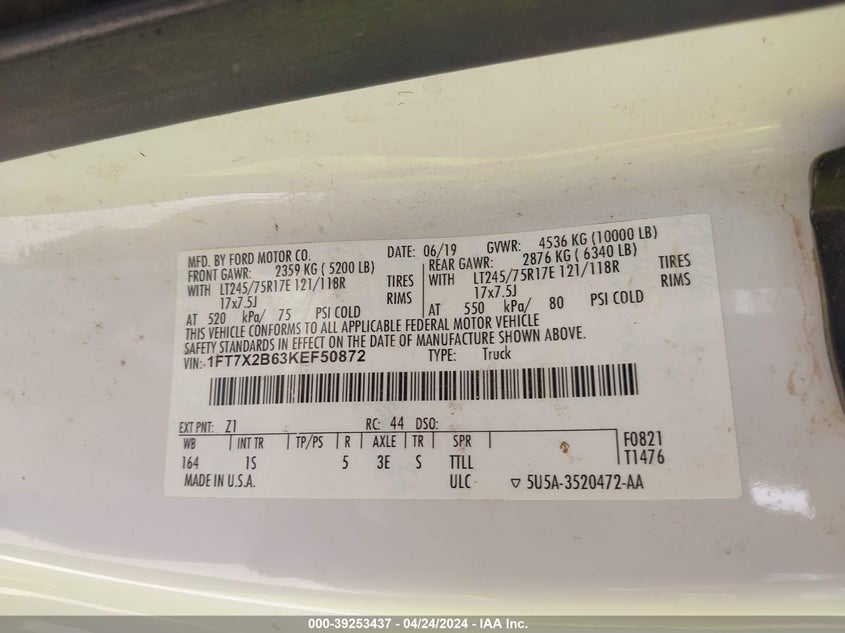 MFD. BY FORD MOTOR CO. DATE: 06/19 GVWR: 4536 KG (10000 LB)
FRONT GAWR: 2359 KG ( 5200 LB) REAR GAWR: 2876 KG ( 6340 LB)
WITH LT245/75R17E 121/118R TIRES WITH LT245/75R17E 121/118R TIRES
17x7.5J RIMS 17x7.5J RIMS
AT 520 kPa/ 75 PSI COLD AT 550 kPa/ 80 PSI COLD
THIS VEHICLE CONFORMS TO ALL APPLICABLE FEDERAL MOTOR VEHICLE
SAFETY STANDARDS IN EFFECT ON THE DATE OF MANUFACTURE SHOWN ABOVE.
VIN: 1FT7X2B63KEF50872 TYPE: Truck
EXT PNT: Z1 RC: 44 DSO:
WB INT TR TP/PS R AXLE TR SPR F0821
164 1S 5 3E S TTLL T1476
MADE IN U.S.A. ULC ▽ 5U5A-3520472-AA
000-39253437 - 04/24/2024 - IAA Inc.